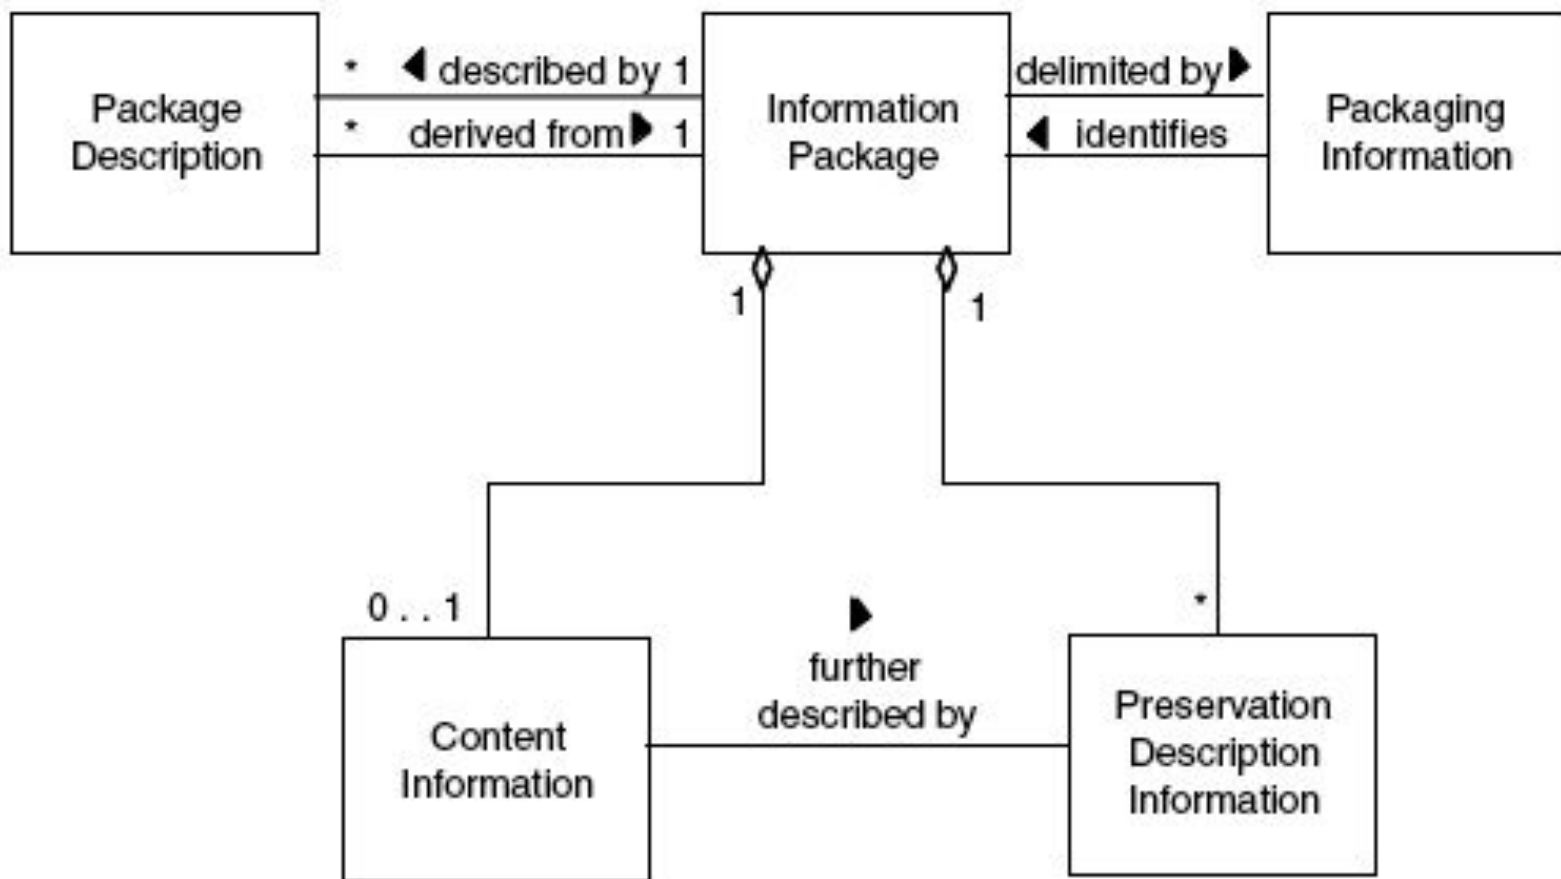 Package
Description
* ◀ described by 1
* derived from ▶ 1
Information
Package
delimited by ▶
◀ identifies
Packaging
Information
1
1
0 . . 1
*
▶
further
described by
Content
Information
Preservation
Description
Information